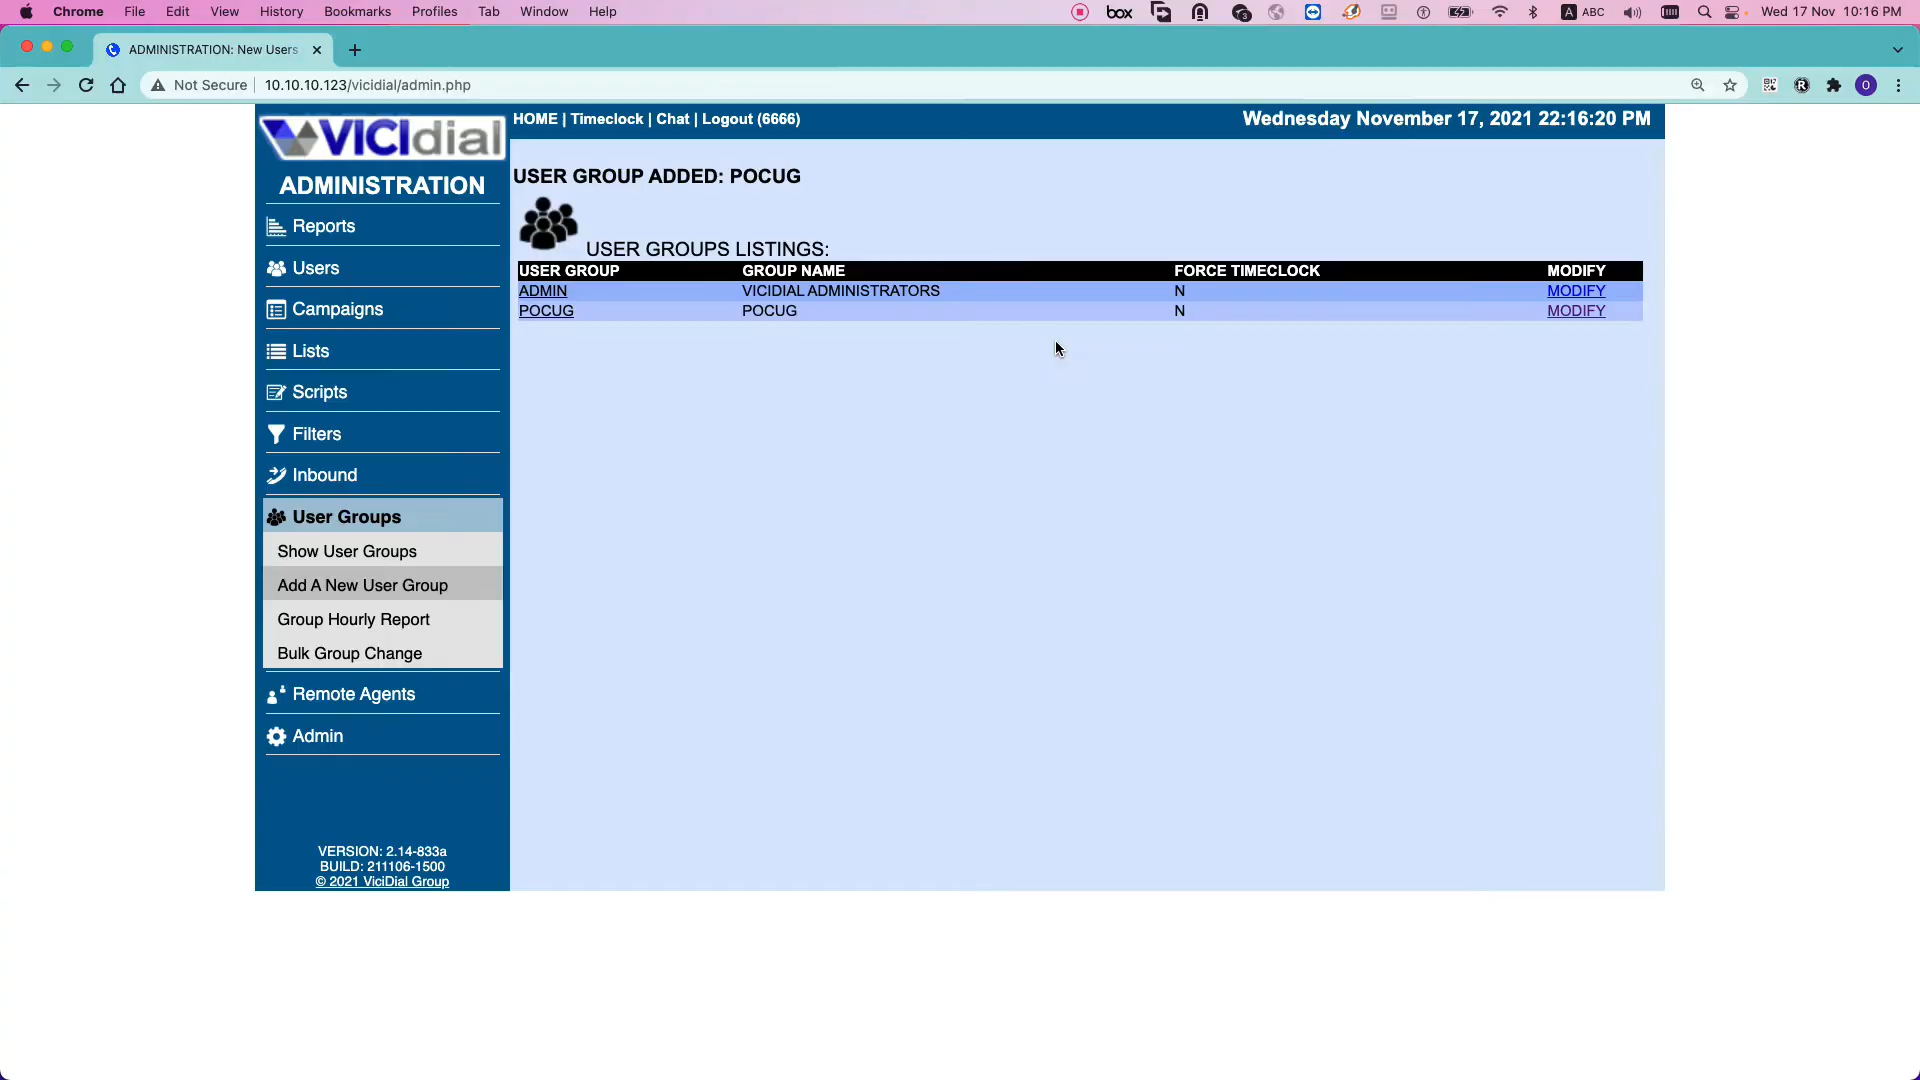 Chrome File Edit View History Bookmarks Profiles Tab Window Help box 3 A ABC Wed 17 Nov 10:16 PM
ADMINISTRATION: New Users
Not Secure 10.10.10.123/vicidial/admin.php O
VICIdial
ADMINISTRATION
Reports
Users
Campaigns
Lists
Scripts
Filters
Inbound
User Groups
Show User Groups
Add A New User Group
Group Hourly Report
Bulk Group Change
Remote Agents
Admin
VERSION: 2.14-833a
BUILD: 211106-1500
© 2021 ViciDial Group
HOME | Timeclock | Chat | Logout (6666) Wednesday November 17, 2021 22:16:20 PM
USER GROUP ADDED: POCUG
USER GROUPS LISTINGS:
USER GROUP GROUP NAME FORCE TIMECLOCK MODIFY
ADMIN VICIDIAL ADMINISTRATORS N MODIFY
POCUG POCUG N MODIFY